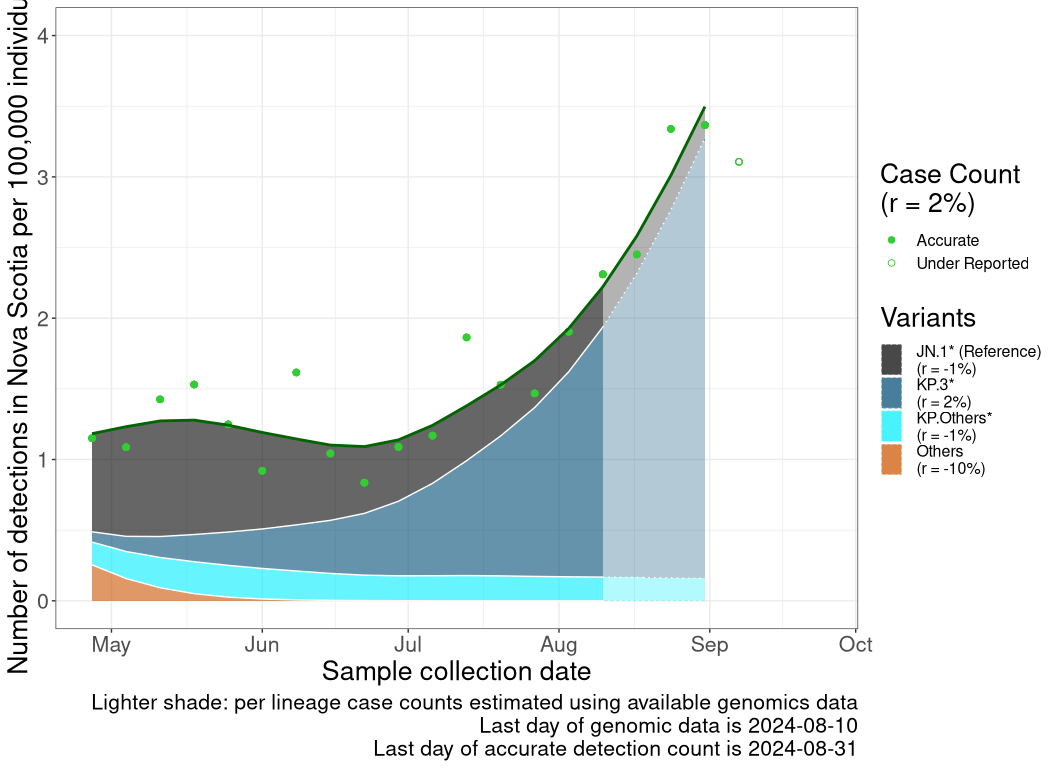 Number of detections in Nova Scotia per 100,000
4
3
2
1
0
May Jun Jul Aug Sep Oct
Sample collection date
Lighter shade: per lineage case counts estimated using available genomics data
Last day of genomic data is 2024-08-10
Last day of accurate detection count is 2024-08-31
Case Count
(r = 2%)
Accurate
Under Reported
Variants
JN.1* (Reference)
(r = -1%)
KP.3*
(r = 2%)
KP.Others*
(r = -1%)
Others
(r = -10%)